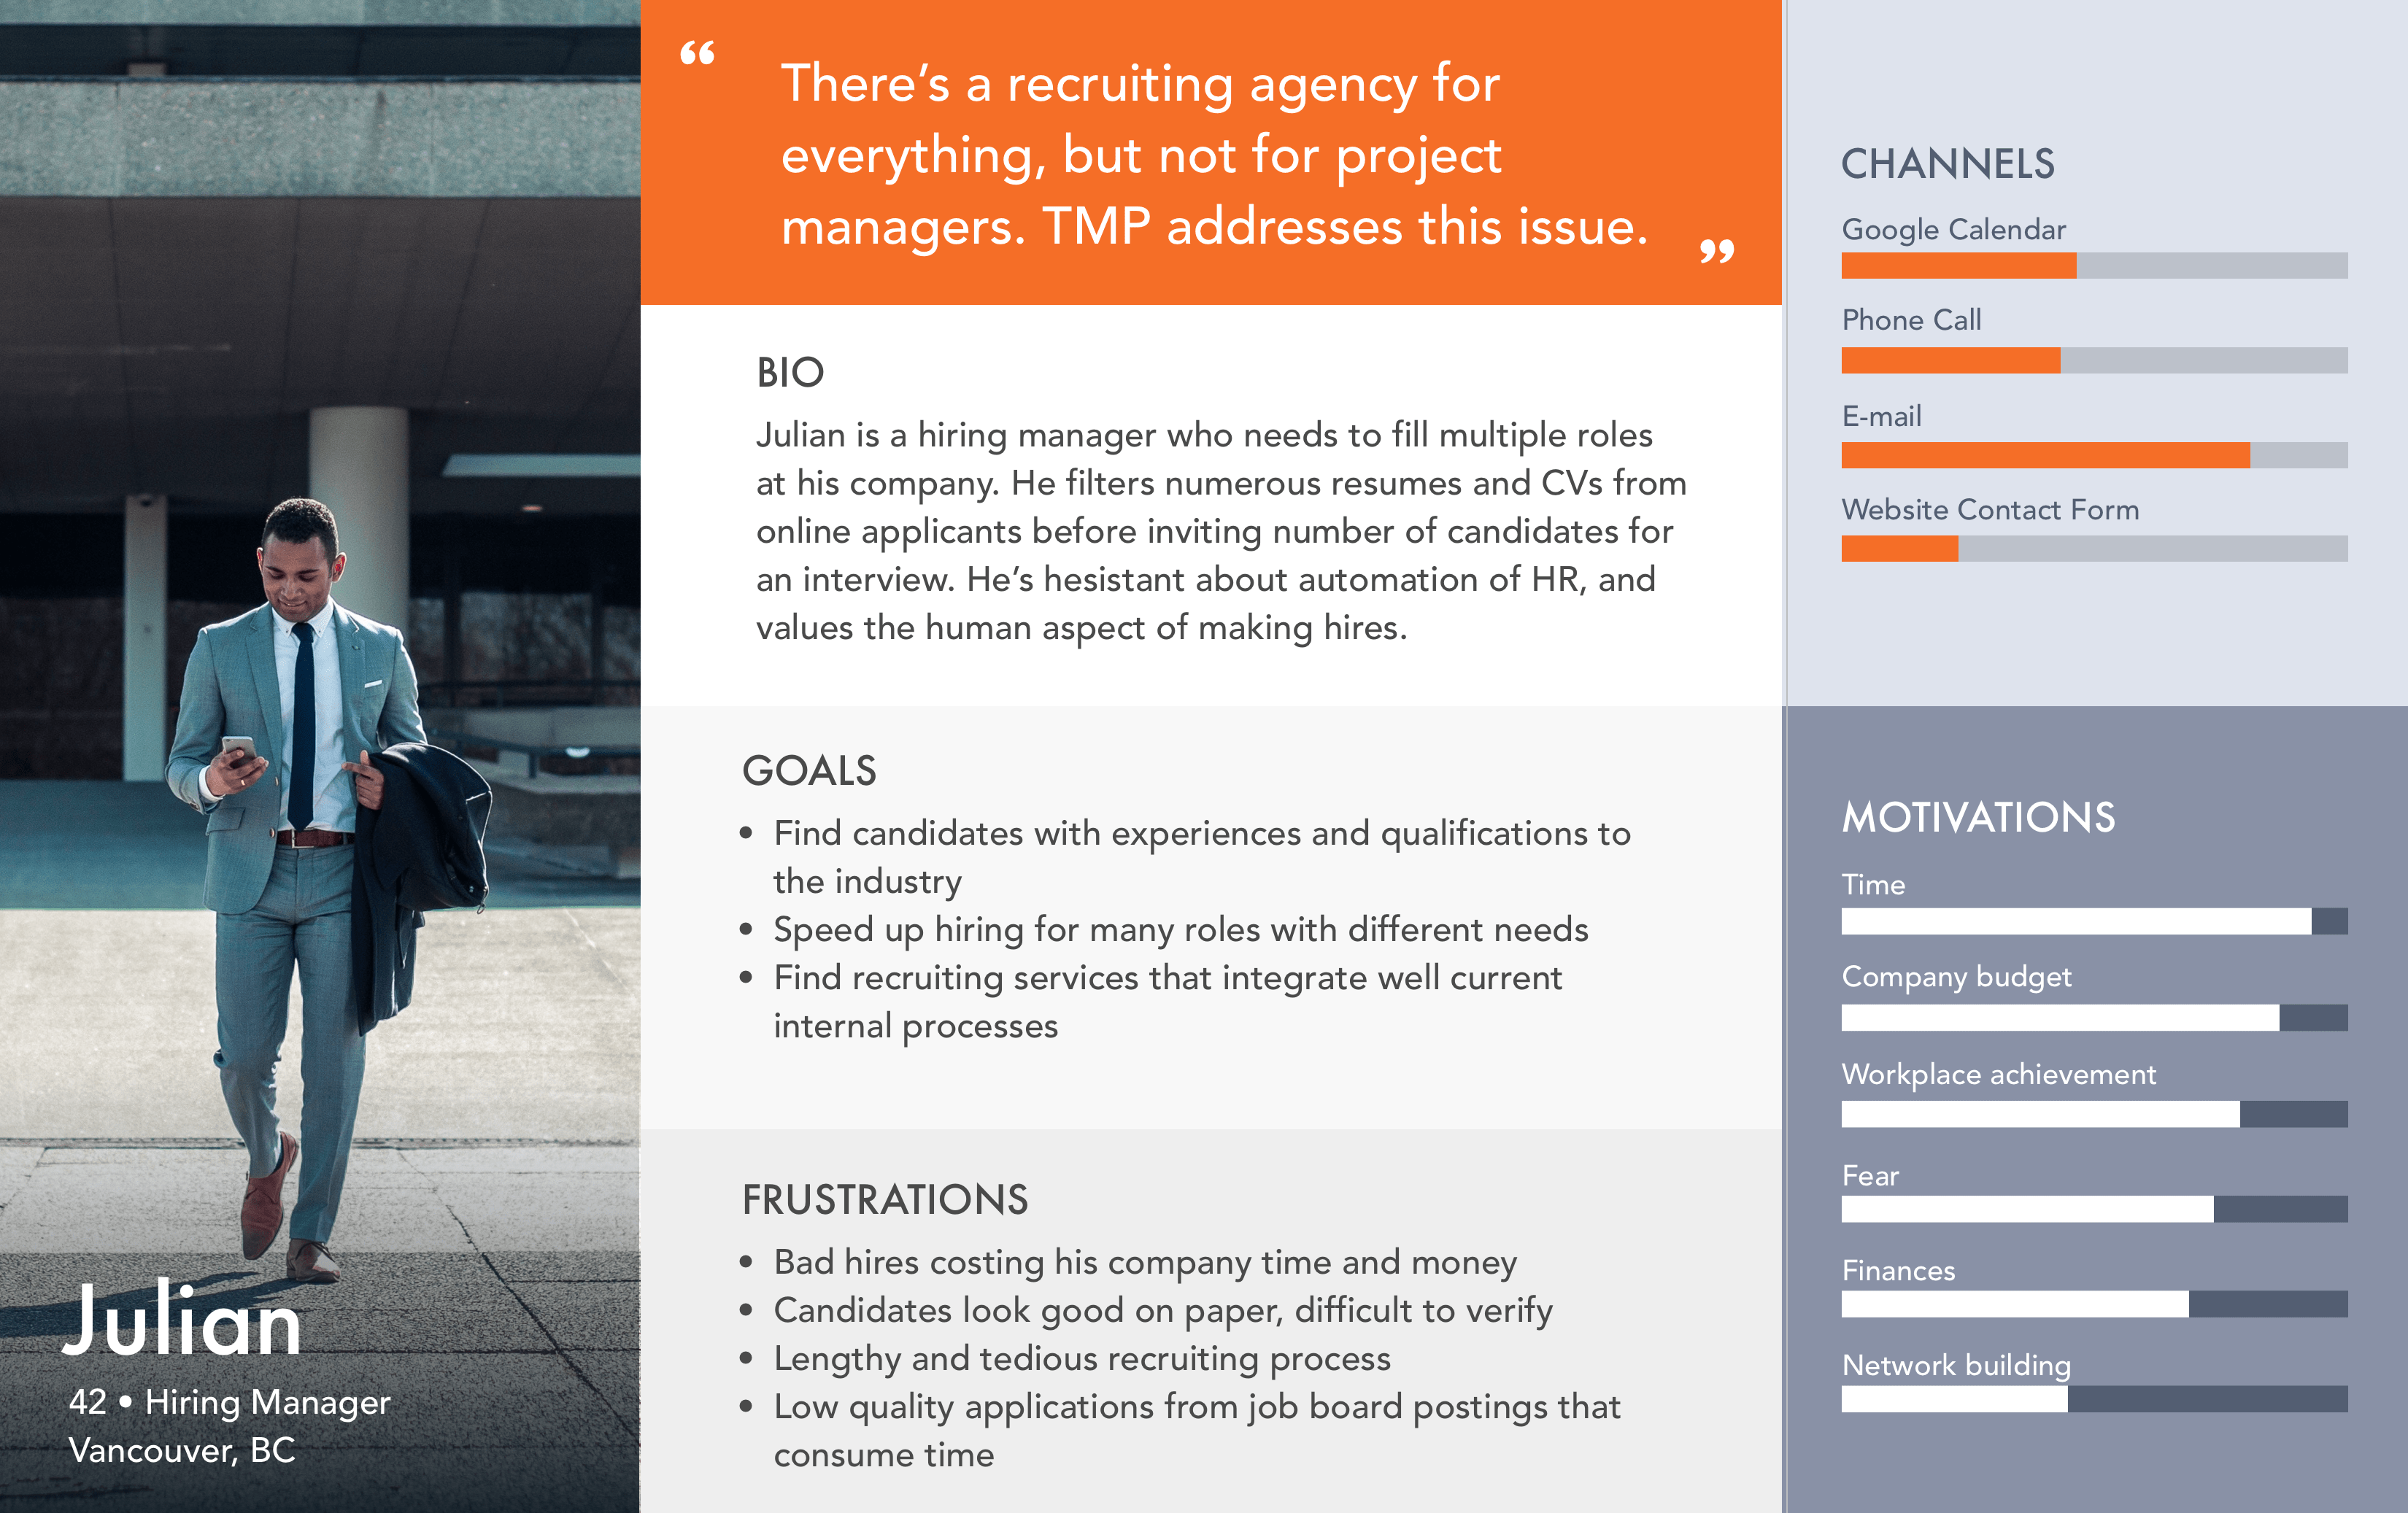 “
There’s a recruiting agency for
everything, but not for project
managers. TMP addresses this issue.
”
BIO
Julian is a hiring manager who needs to fill multiple roles
at his company. He filters numerous resumes and CVs from
online applicants before inviting number of candidates for
an interview. He’s hesistant about automation of HR, and
values the human aspect of making hires.
GOALS
• Find candidates with experiences and qualifications to
the industry
• Speed up hiring for many roles with different needs
• Find recruiting services that integrate well current
internal processes
FRUSTRATIONS
• Bad hires costing his company time and money
• Candidates look good on paper, difficult to verify
• Lengthy and tedious recruiting process
• Low quality applications from job board postings that
consume time
Julian
42 • Hiring Manager
Vancouver, BC
CHANNELS
Google Calendar
Phone Call
E-mail
Website Contact Form
MOTIVATIONS
Time
Company budget
Workplace achievement
Fear
Finances
Network building